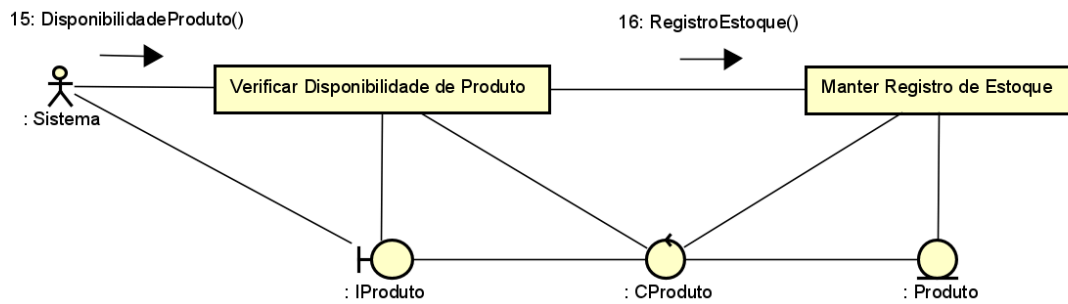 15: DisponibilidadeProduto()
16: RegistroEstoque()
Verificar Disponibilidade de Produto
Manter Registro de Estoque
: Sistema
: IProduto
: CProduto
: Produto